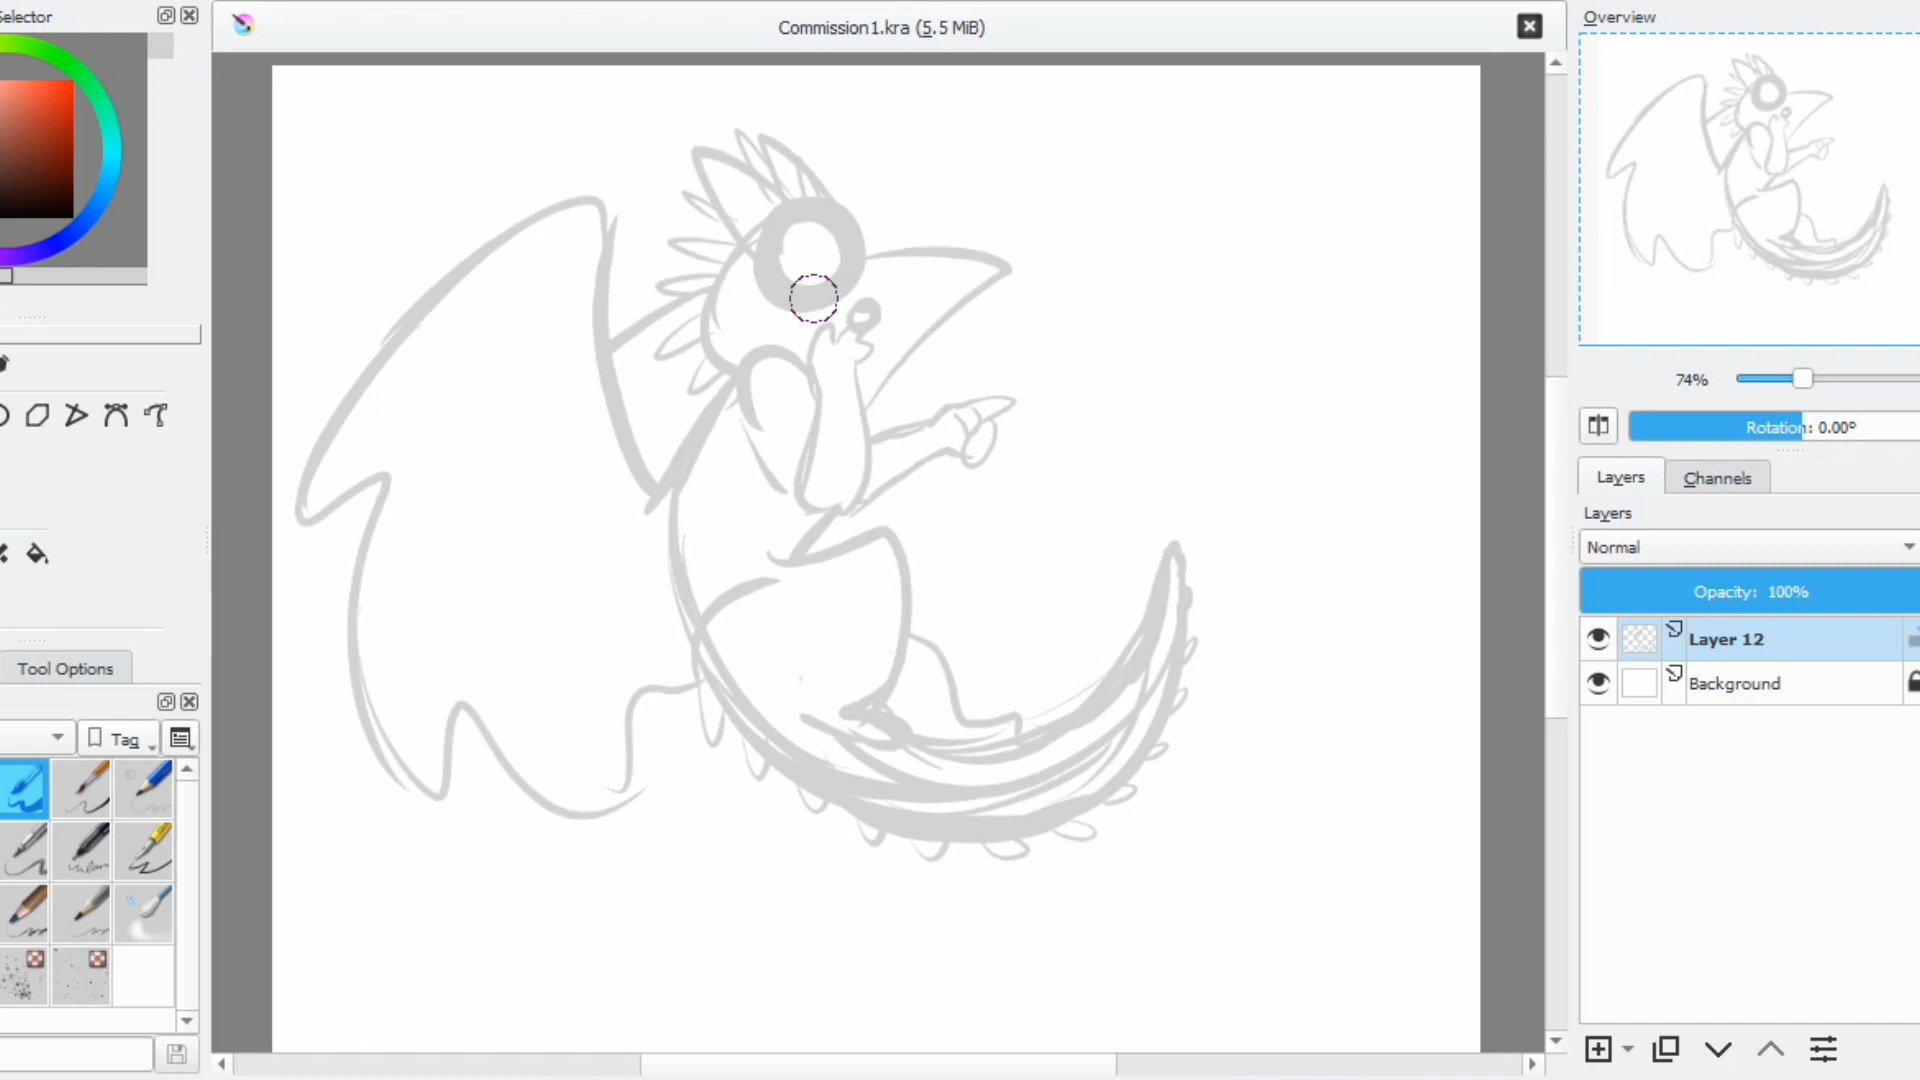 Selector
Commission1.kra (5.5 MiB)
Overview
74%
Rotation: 0.00°
Layers
Channels
Layers
Normal
Opacity: 100%
Layer 12
Background
Tool Options
Tag